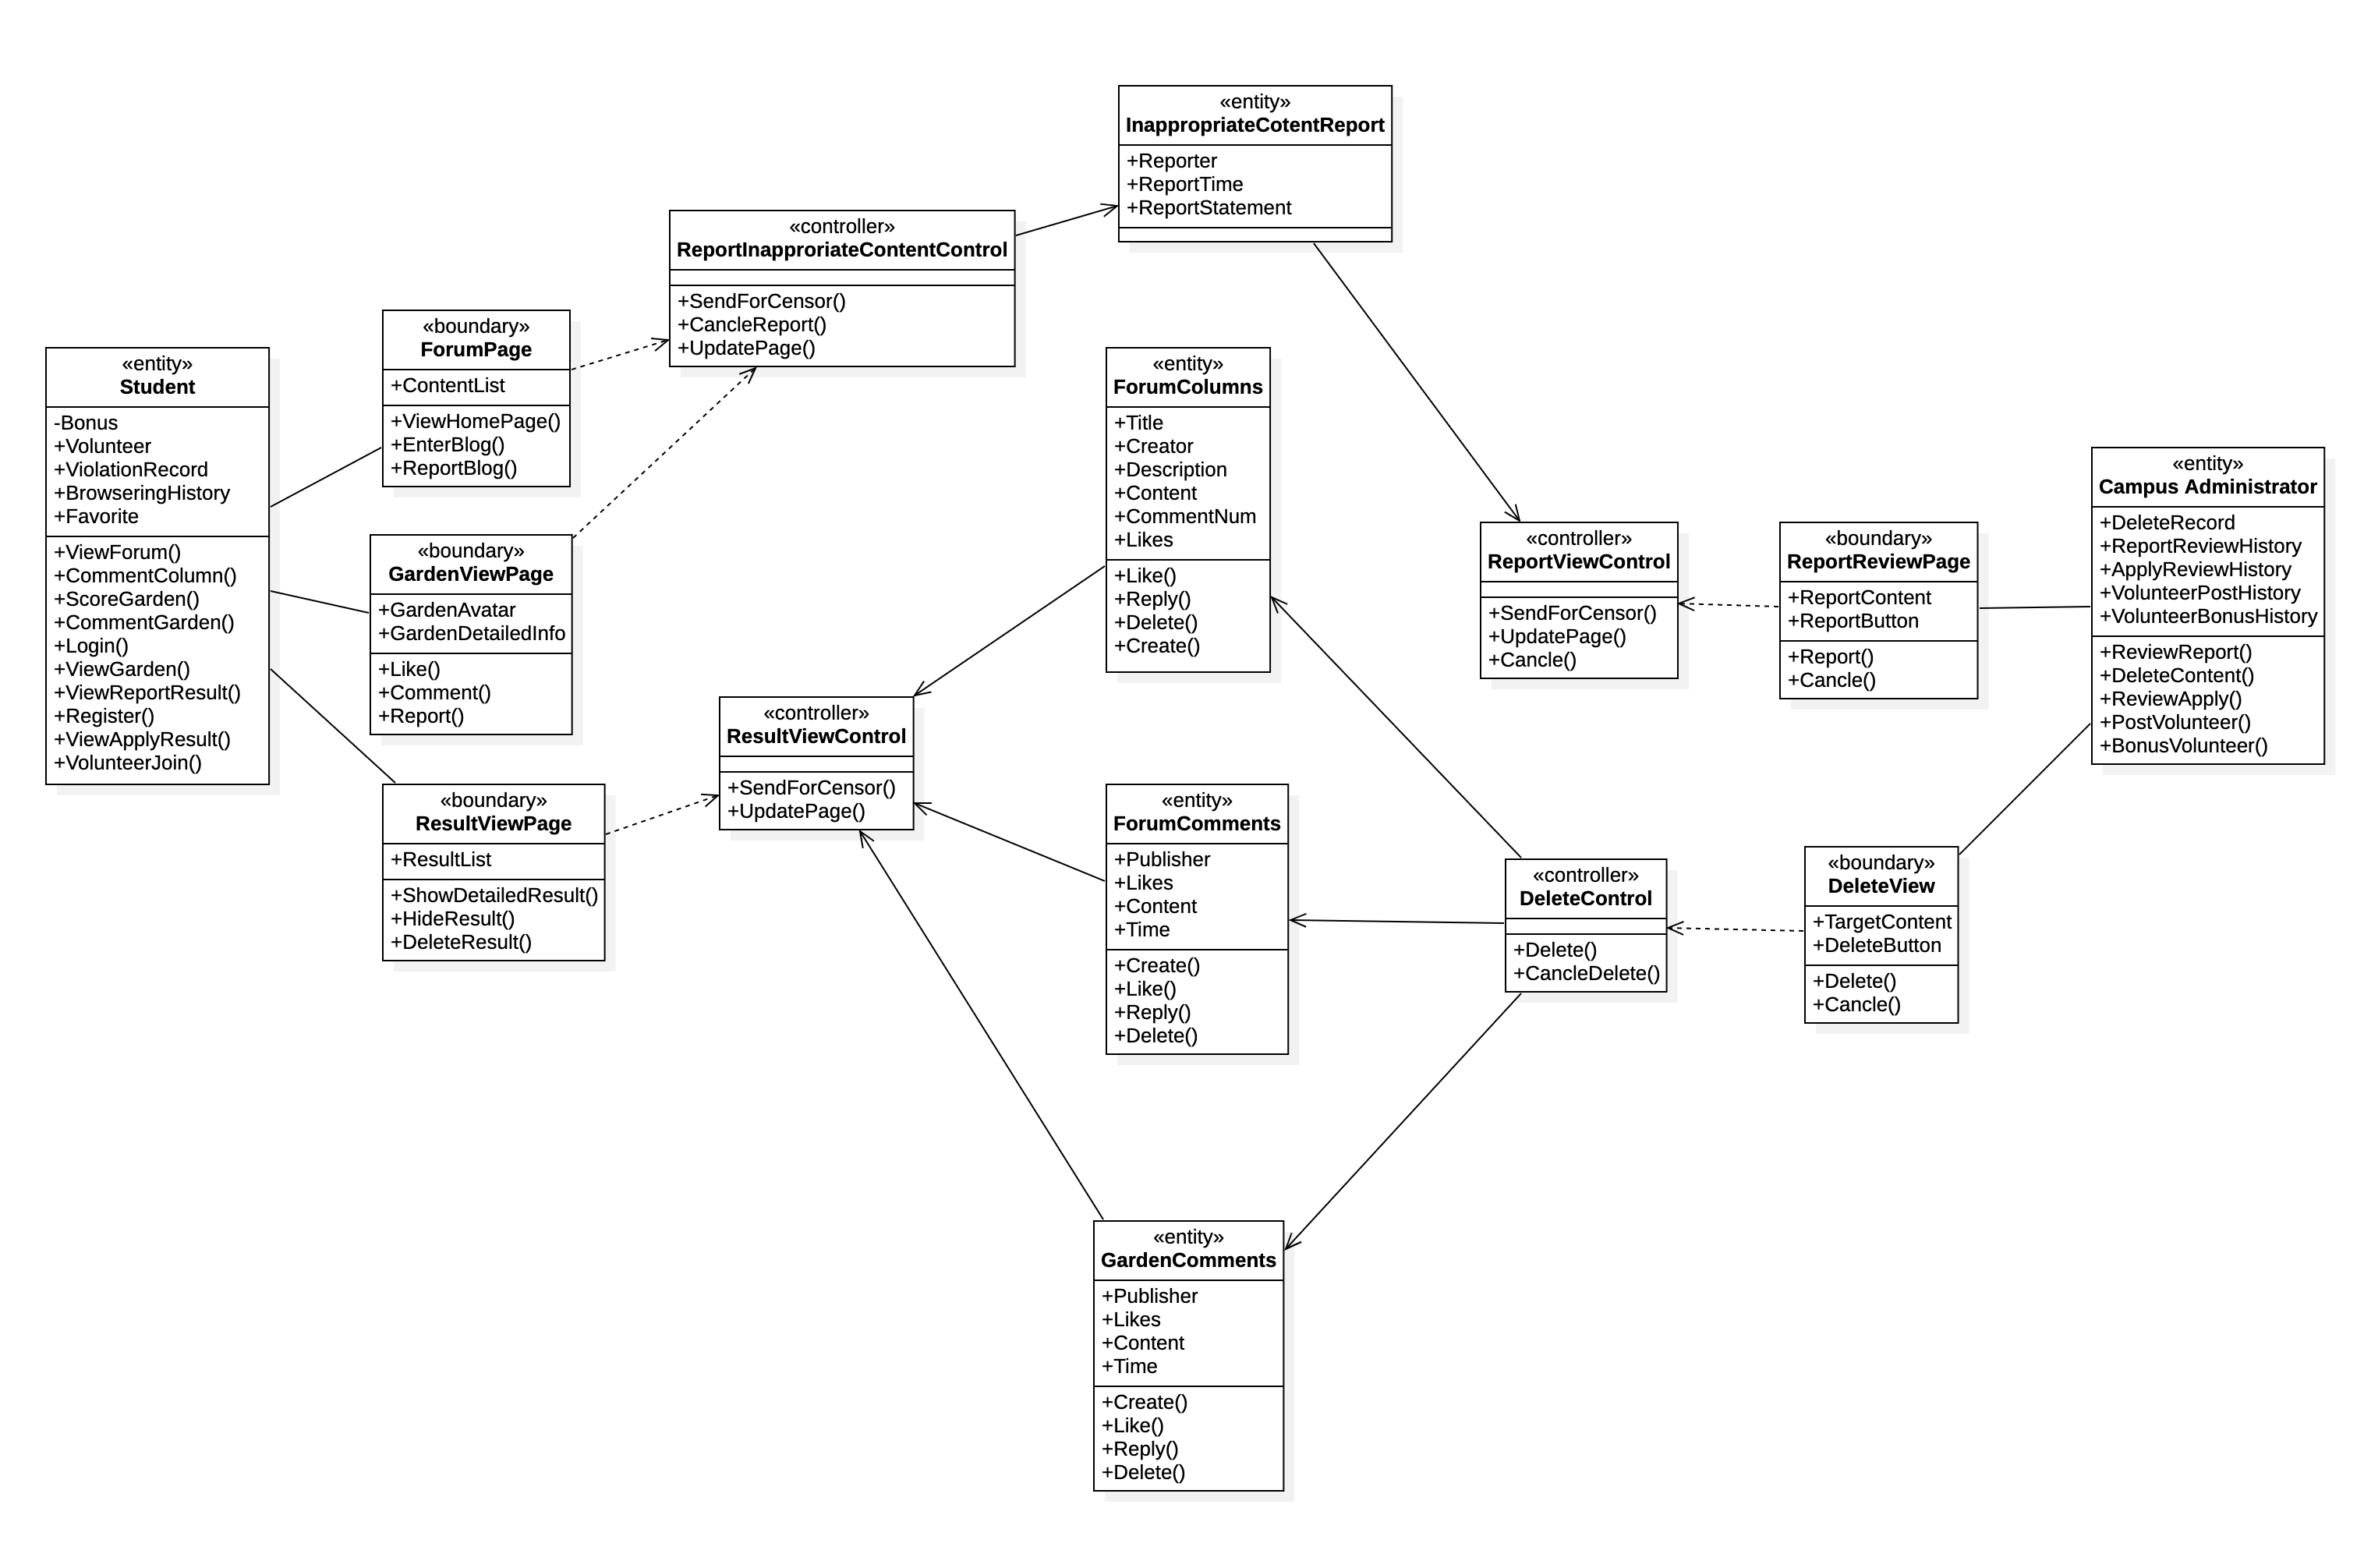 «entity»
InappropriateCotentReport
+Reporter
+ReportTime
+ReportStatement
«controller»
ReportInapproriateContentControl
+SendForCensor()
+CancleReport()
+UpdatePage()
«boundary»
ForumPage
+ContentList
+ViewHomePage()
+EnterBlog()
+ReportBlog()
«entity»
Student
-Bonus
+Volunteer
+ViolationRecord
+BrowseringHistory
+Favorite
+ViewForum()
+CommentColumn()
+ScoreGarden()
+CommentGarden()
+Login()
+ViewGarden()
+ViewReportResult()
+Register()
+ViewApplyResult()
+VolunteerJoin()
«entity»
ForumColumns
+Title
+Creator
+Description
+Content
+CommentNum
+Likes
+Like()
+Reply()
+Delete()
+Create()
«entity»
Campus Administrator
+DeleteRecord
+ReportReviewHistory
+ApplyReviewHistory
+VolunteerPostHistory
+VolunteerBonusHistory
+ReviewReport()
+DeleteContent()
+ReviewApply()
+PostVolunteer()
+BonusVolunteer()
«controller»
ReportViewControl
+SendForCensor()
+UpdatePage()
+Cancle()
«boundary»
ReportReviewPage
+ReportContent
+ReportButton
+Report()
+Cancle()
«boundary»
GardenViewPage
+GardenAvatar
+GardenDetailedInfo
+Like()
+Comment()
+Report()
«controller»
ResultViewControl
+SendForCensor()
+UpdatePage()
«boundary»
ResultViewPage
+ResultList
+ShowDetailedResult()
+HideResult()
+DeleteResult()
«entity»
ForumComments
+Publisher
+Likes
+Content
+Time
+Create()
+Like()
+Reply()
+Delete()
«controller»
DeleteControl
+Delete()
+CancleDelete()
«boundary»
DeleteView
+TargetContent
+DeleteButton
+Delete()
+Cancle()
«entity»
GardenComments
+Publisher
+Likes
+Content
+Time
+Create()
+Like()
+Reply()
+Delete()